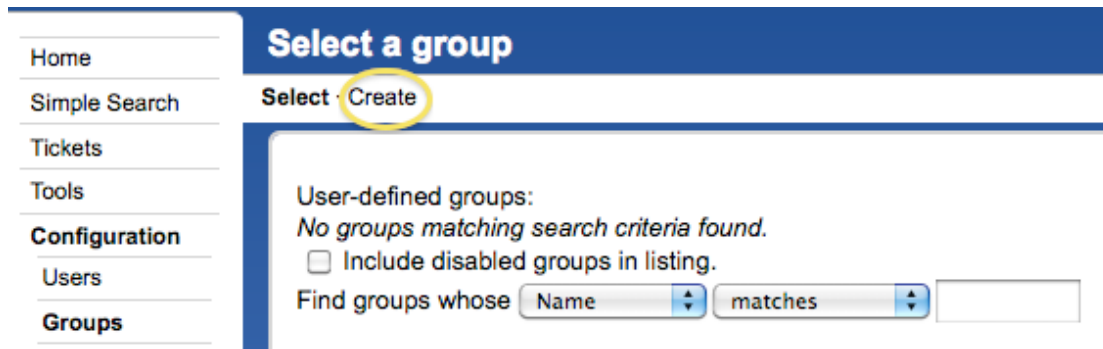 Home
Simple Search
Tickets
Tools
Configuration
Users
Groups
Select a group
Select · Create
User-defined groups:
No groups matching search criteria found.
Include disabled groups in listing.
Find groups whose Name matches